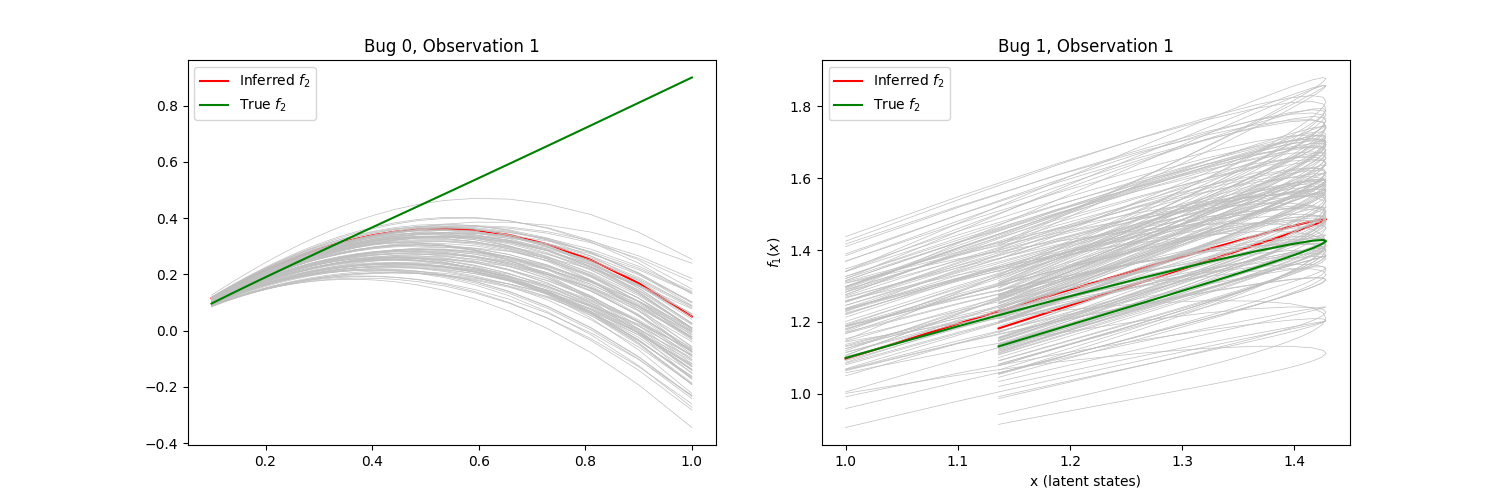 Bug 0, Observation 1
Inferred f₂
True f₂
0.8
0.6
0.4
0.2
0.0
−0.2
−0.4
0.2 0.4 0.6 0.8 1.0
Bug 1, Observation 1
Inferred f₂
True f₂
f₁(x)
1.8
1.6
1.4
1.2
1.0
1.0 1.1 1.2 1.3 1.4
x (latent states)